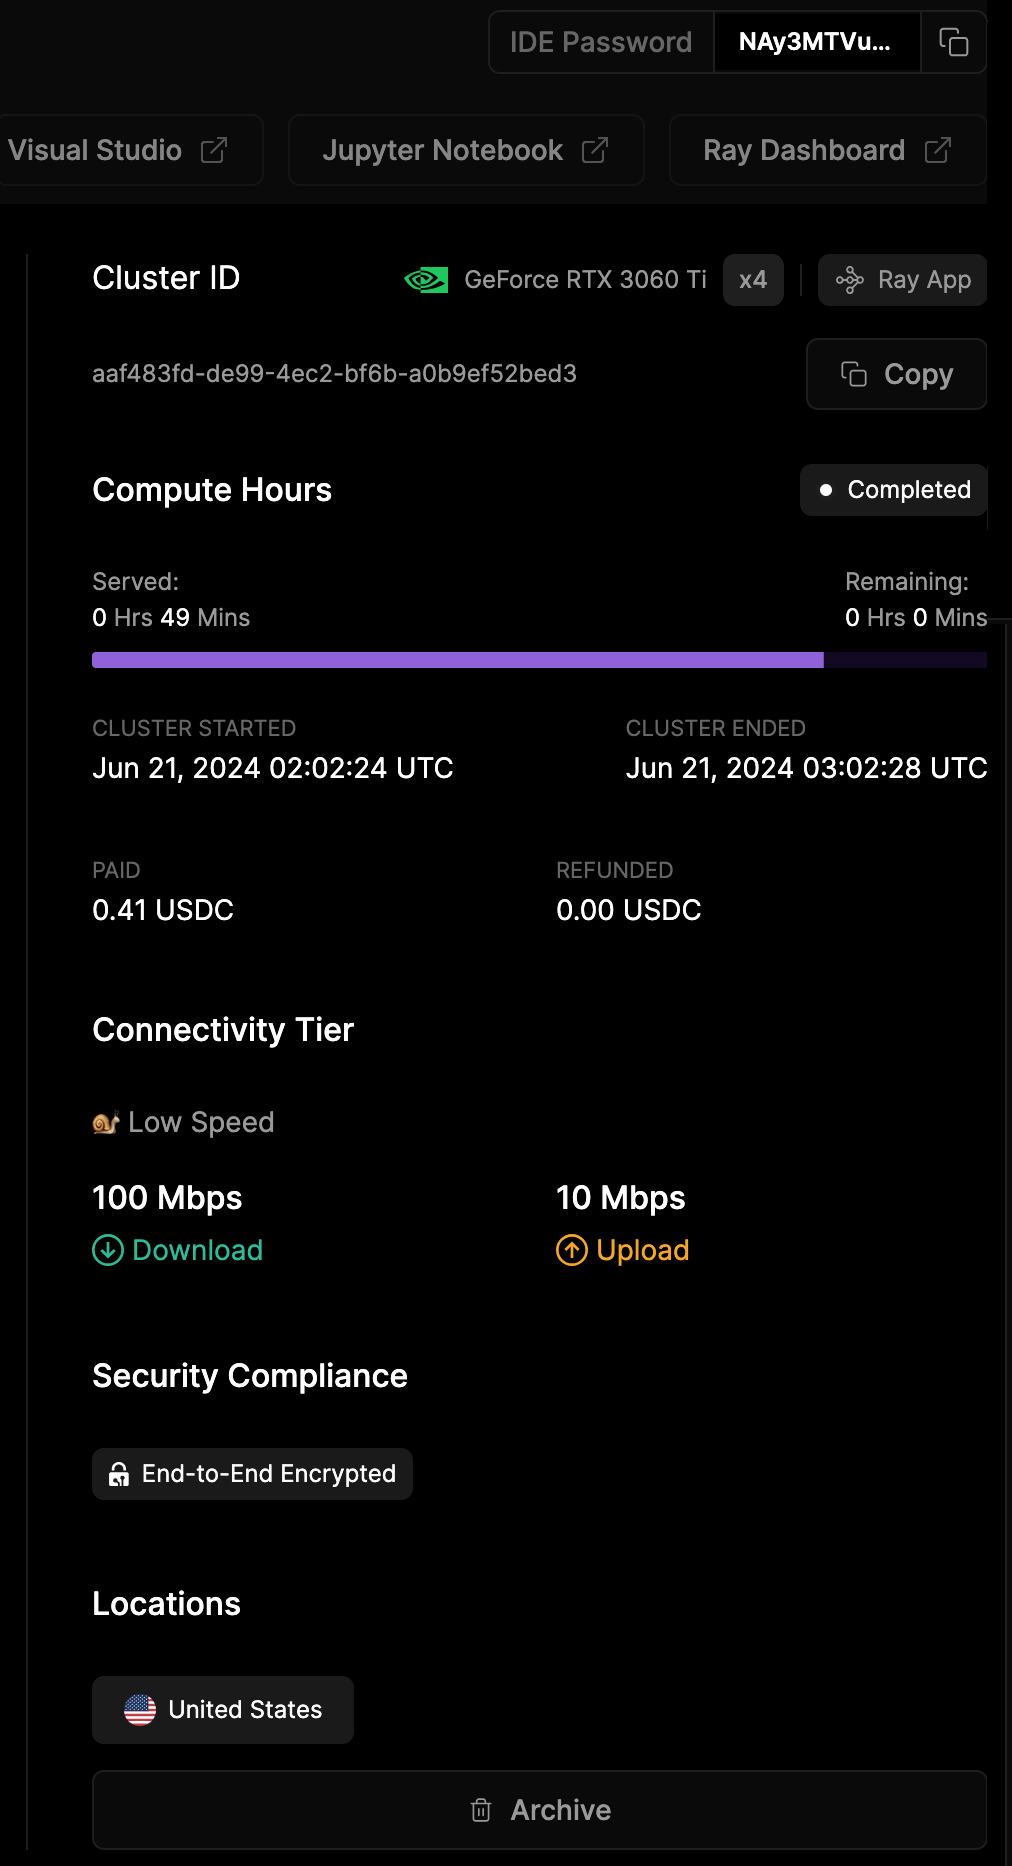 IDE Password NAy3MTVu...
Visual Studio Jupyter Notebook Ray Dashboard
Cluster ID GeForce RTX 3060 Ti x4 Ray App
aaf483fd-de99-4ec2-bf6b-a0b9ef52bed3 Copy
Compute Hours Completed
Served: Remaining:
0 Hrs 49 Mins 0 Hrs 0 Mins
CLUSTER STARTED CLUSTER ENDED
Jun 21, 2024 02:02:24 UTC Jun 21, 2024 03:02:28 UTC
PAID REFUNDED
0.41 USDC 0.00 USDC
Connectivity Tier
Low Speed
100 Mbps 10 Mbps
Download Upload
Security Compliance
End-to-End Encrypted
Locations
United States
Archive